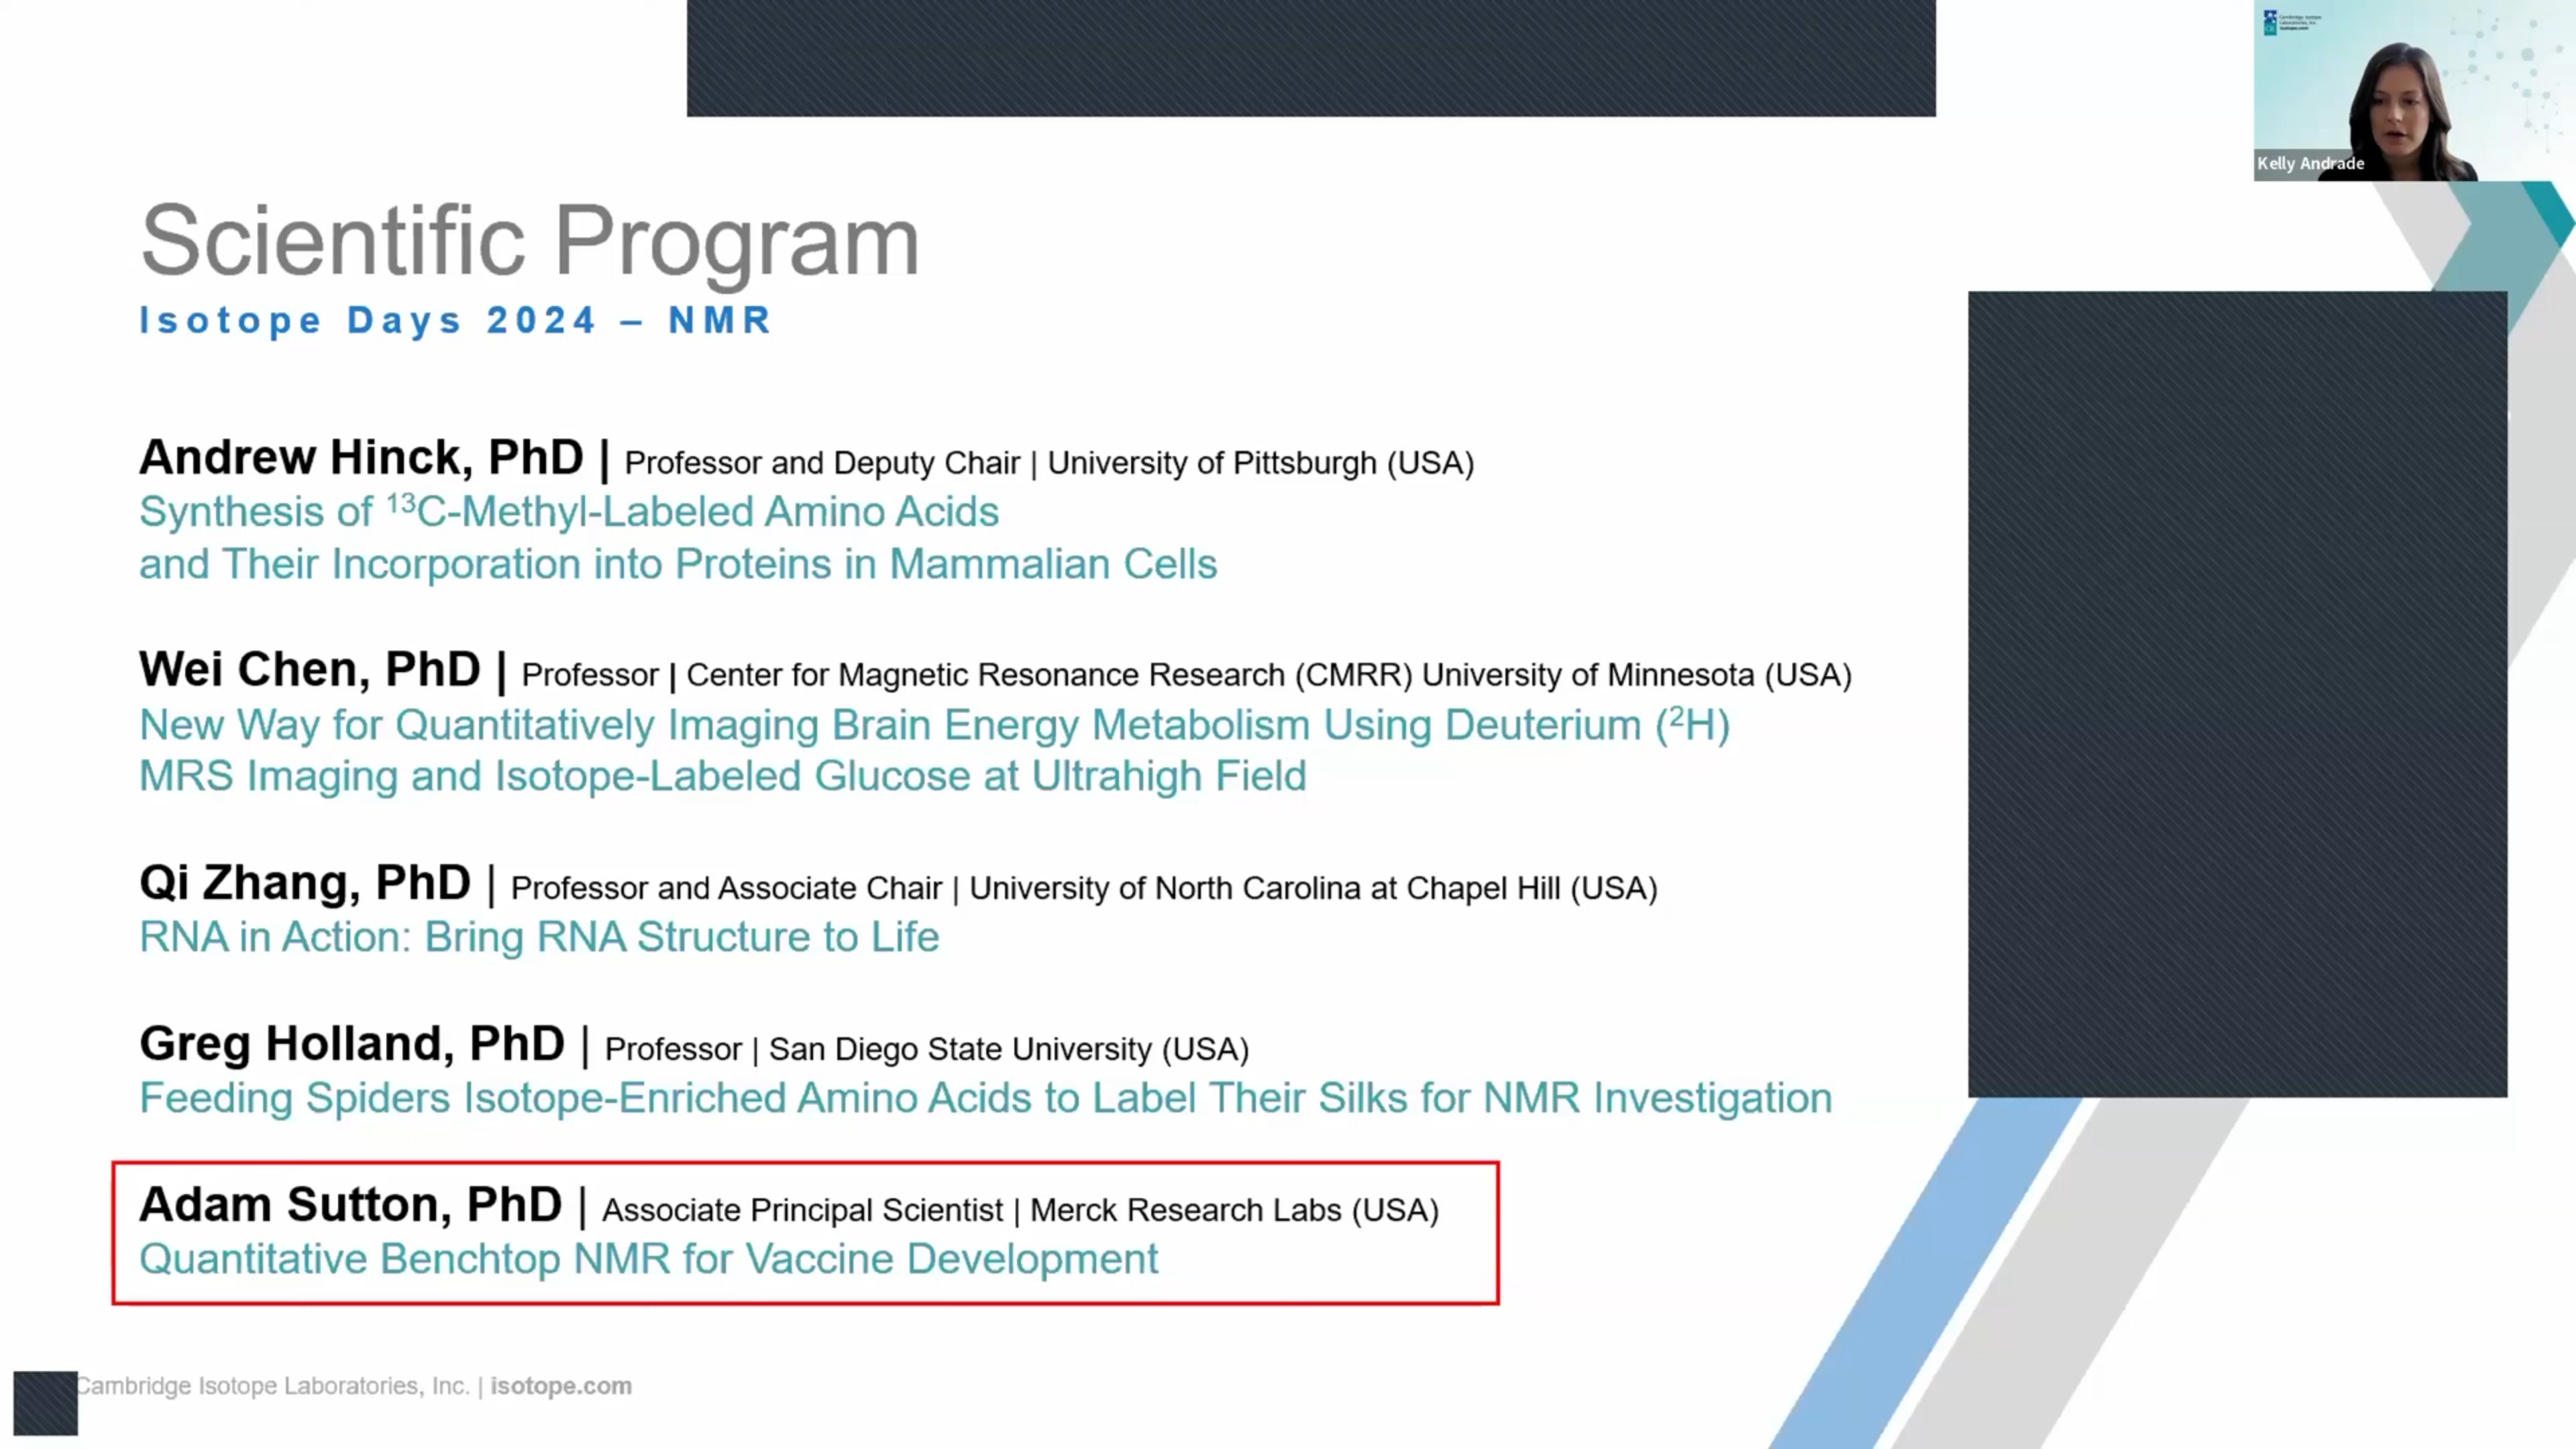 Cambridge Isotope
Laboratories, Inc.
isotope.com
Kelly Andrade
Scientific Program
Isotope Days 2024 – NMR
Andrew Hinck, PhD | Professor and Deputy Chair | University of Pittsburgh (USA)
Synthesis of ¹³C-Methyl-Labeled Amino Acids
and Their Incorporation into Proteins in Mammalian Cells
Wei Chen, PhD | Professor | Center for Magnetic Resonance Research (CMRR) University of Minnesota (USA)
New Way for Quantitatively Imaging Brain Energy Metabolism Using Deuterium (²H)
MRS Imaging and Isotope-Labeled Glucose at Ultrahigh Field
Qi Zhang, PhD | Professor and Associate Chair | University of North Carolina at Chapel Hill (USA)
RNA in Action: Bring RNA Structure to Life
Greg Holland, PhD | Professor | San Diego State University (USA)
Feeding Spiders Isotope-Enriched Amino Acids to Label Their Silks for NMR Investigation
Adam Sutton, PhD | Associate Principal Scientist | Merck Research Labs (USA)
Quantitative Benchtop NMR for Vaccine Development
Cambridge Isotope Laboratories, Inc. | isotope.com